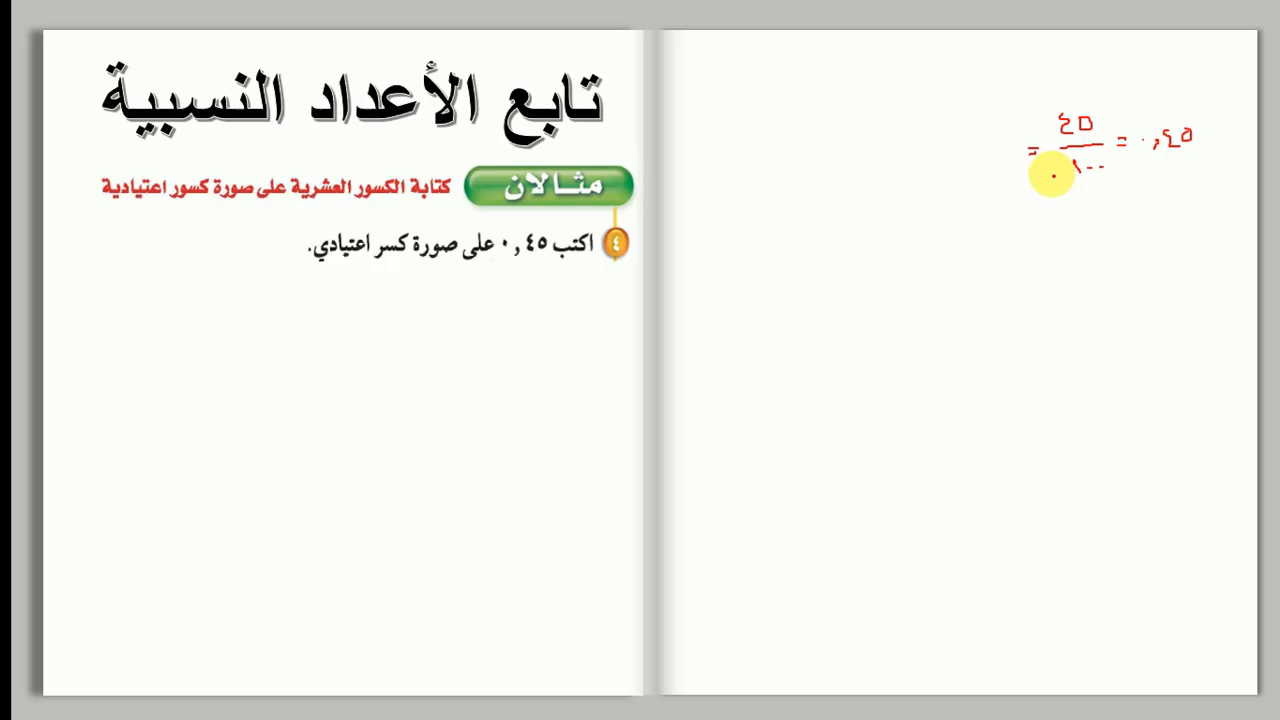 تابع الأعداد النسبية
مثالان كتابة الكسور العشرية على صورة كسور اعتيادية
٤ اكتب ٠,٤٥ على صورة كسر اعتيادي.
٠,٤٥ = ٤٥/١٠٠ =